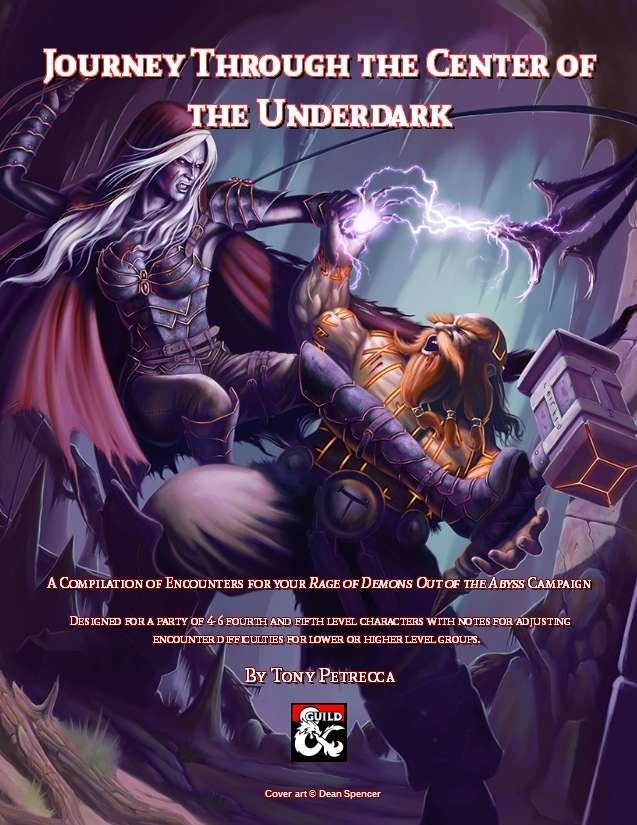 Journey Through the Center of
the Underdark
A Compilation of Encounters for your Rage of Demons Out of the Abyss Campaign
Designed for a party of 4-6 fourth and fifth level characters with notes for adjusting
encounter difficulties for lower or higher level groups.
By Tony Petrecca
GUILD
Cover art © Dean Spencer